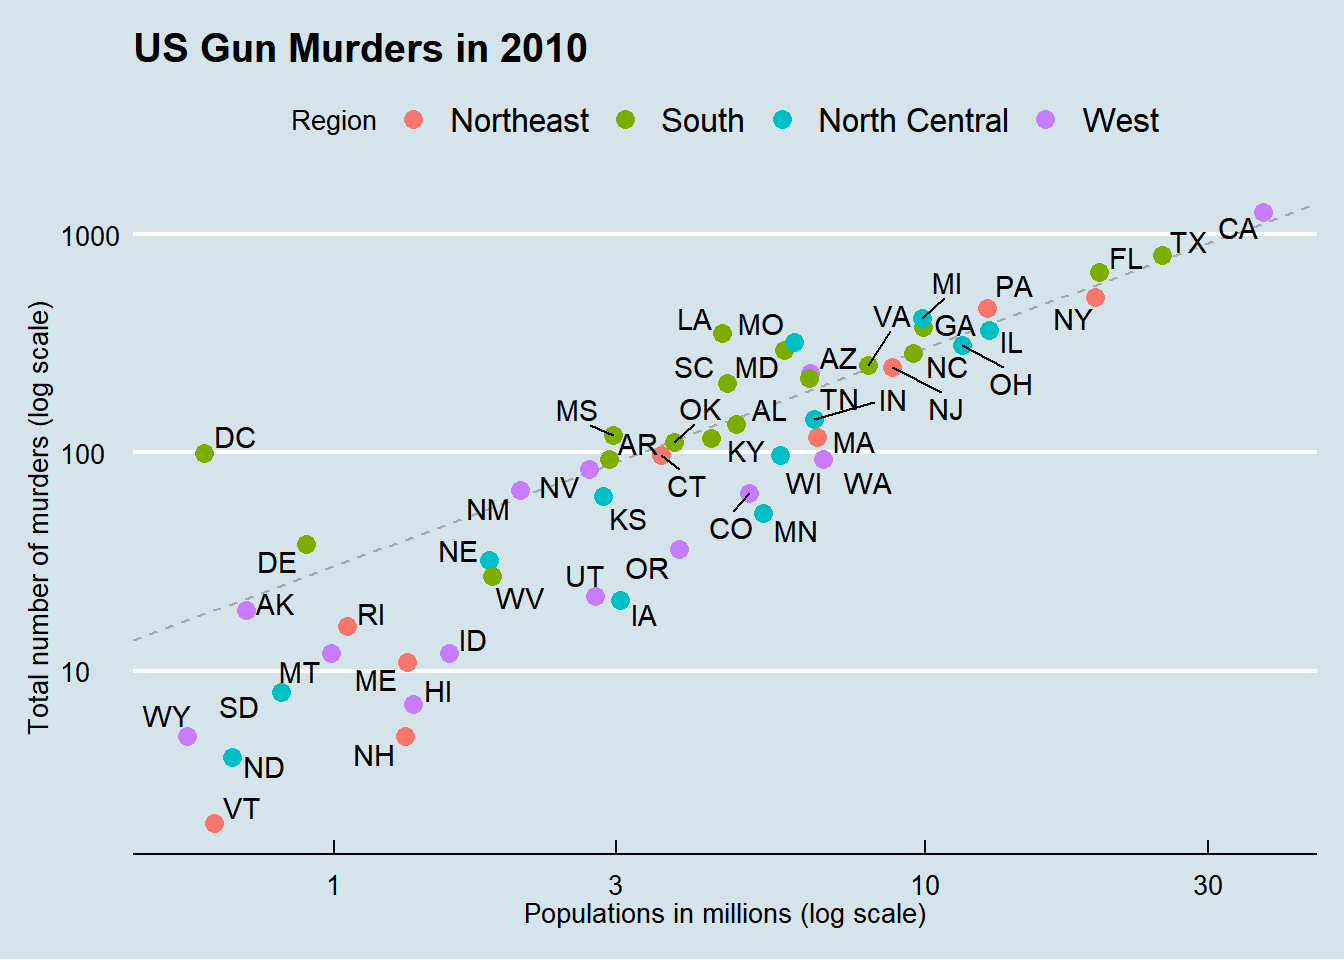 US Gun Murders in 2010
Region Northeast South North Central West
Total number of murders (log scale)
1000
100
10
CA
TX
FL
MI
PA
NY
VA
GA
LA
MO
IL
AZ
SC
MD
NC
OH
TN
IN
NJ
MS
OK
AL
DC
AR
KY
MA
CT
WI
WA
NV
NM
KS
CO
MN
NE
DE
OR
UT
WV
AK
RI
IA
ID
MT
ME
HI
SD
WY
NH
ND
VT
1 3 10 30
Populations in millions (log scale)